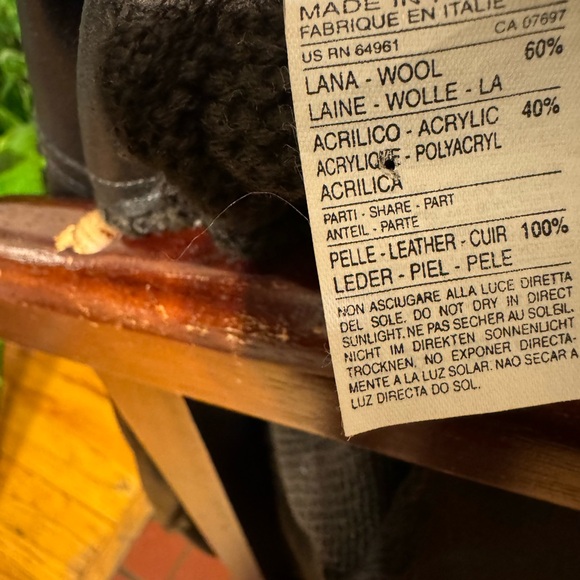 MADE IN
FABRIQUE EN ITALIE
US RN 64961 CA 07697
LANA - WOOL 60%
LAINE - WOLLE - LA
ACRILICO - ACRYLIC 40%
ACRYLIQUE - POLYACRYL
ACRILICA
PARTI - SHARE - PART
ANTEIL - PARTE
PELLE - LEATHER - CUIR 100%
LEDER - PIEL - PELE
NON ASCIUGARE ALLA LUCE DIRETTA
DEL SOLE. DO NOT DRY IN DIRECT
SUNLIGHT. NE PAS SECHER AU SOLEIL.
NICHT IM DIREKTEN SONNENLICHT
TROCKNEN. NO EXPONER DIRECTA-
MENTE A LA LUZ SOLAR. NAO SECAR A
LUZ DIRECTA DO SOL.